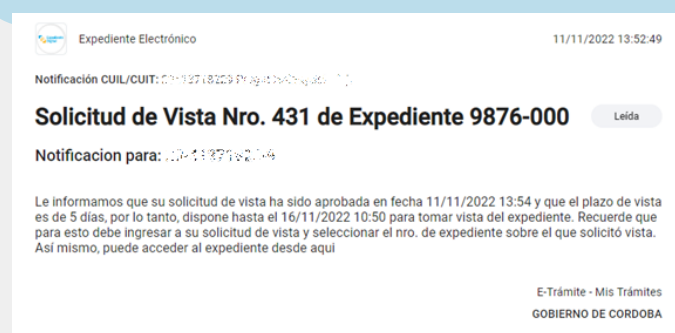 Expediente Electrónico
11/11/2022 13:52:49
Notificación CUIL/CUIT:
Solicitud de Vista Nro. 431 de Expediente 9876-000
Leída
Notificacion para:
Le informamos que su solicitud de vista ha sido aprobada en fecha 11/11/2022 13:54 y que el plazo de vista
es de 5 días, por lo tanto, dispone hasta el 16/11/2022 10:50 para tomar vista del expediente. Recuerde que
para esto debe ingresar a su solicitud de vista y seleccionar el nro. de expediente sobre el que solicitó vista.
Así mismo, puede acceder al expediente desde aqui
E-Trámite - Mis Trámites
GOBIERNO DE CORDOBA